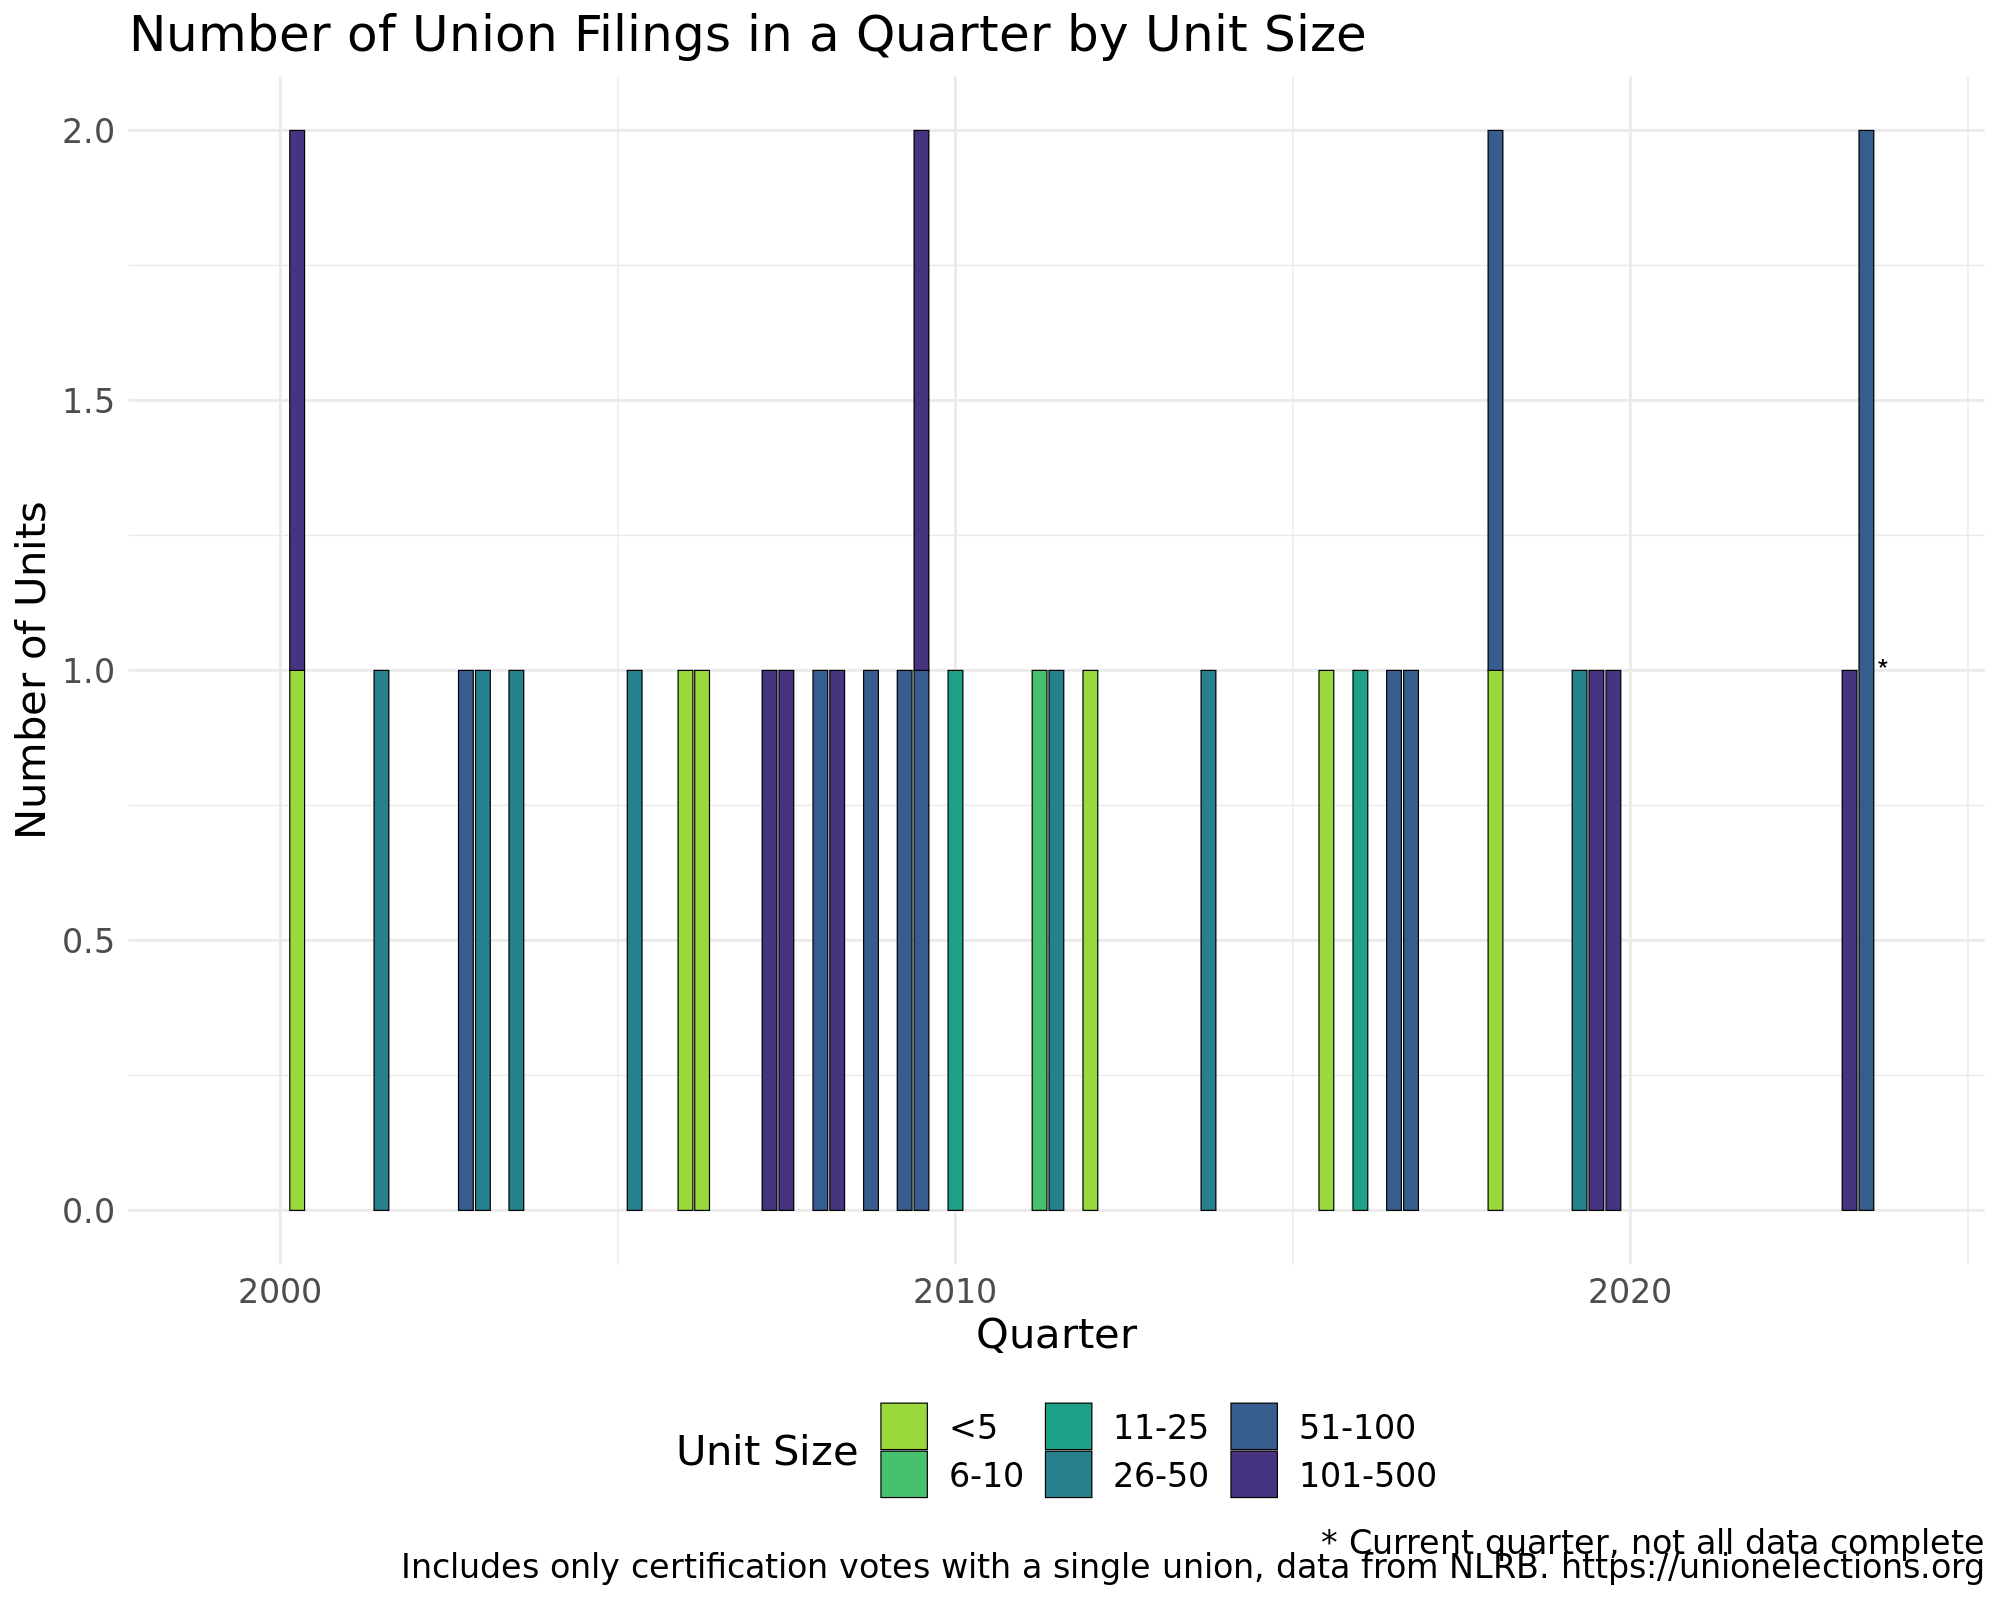 Number of Union Filings in a Quarter by Unit Size
Number of Units
2.0
1.5
1.0
0.5
0.0
*
2000 2010 2020
Quarter
Unit Size
<5 11-25 51-100
6-10 26-50 101-500
* Current quarter, not all data complete
Includes only certification votes with a single union, data from NLRB. https://unionelections.org